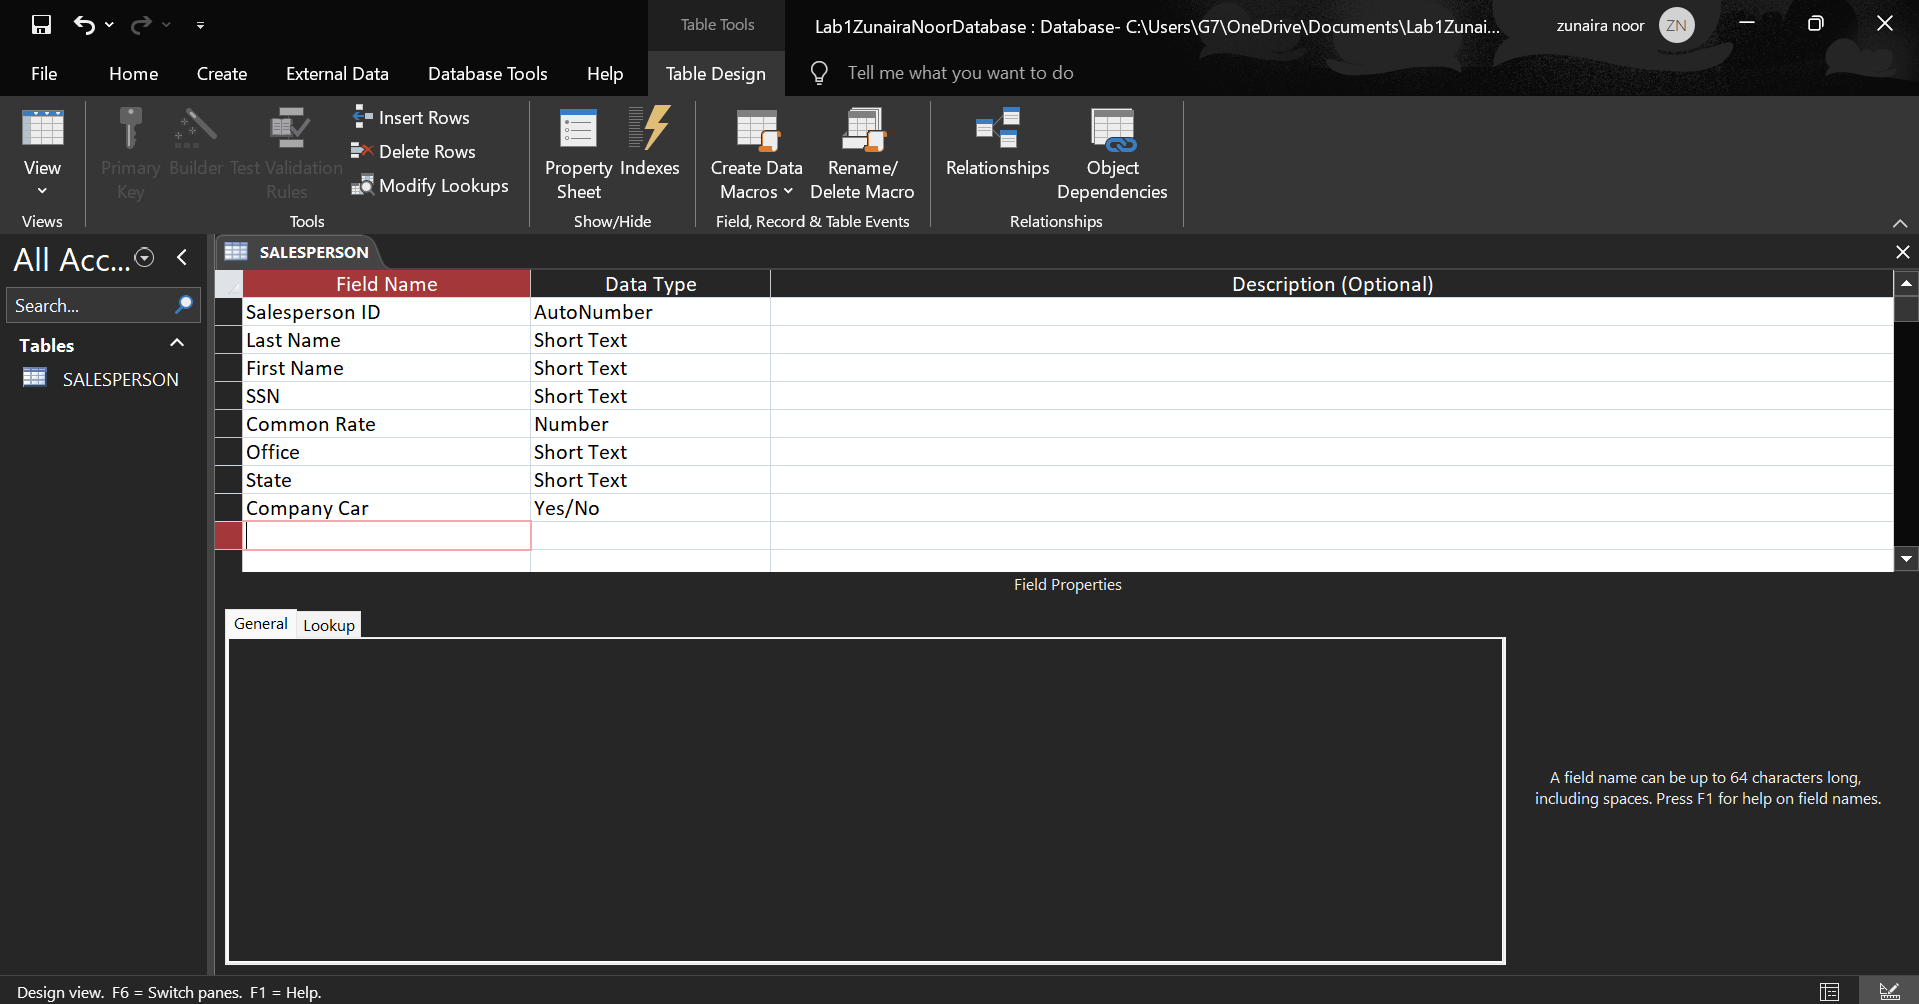 Table Tools
Lab1ZunairaNoorDatabase : Database- C:\Users\G7\OneDrive\Documents\Lab1Zunai...
zunaira noor ZN
File Home Create External Data Database Tools Help Table Design Tell me what you want to do
View
Views
Primary Key
Builder
Test Validation Rules
Insert Rows
Delete Rows
Modify Lookups
Tools
Property Sheet
Indexes
Show/Hide
Create Data Macros
Rename/ Delete Macro
Field, Record & Table Events
Relationships
Object Dependencies
Relationships
All Acc...
Search...
Tables
SALESPERSON
SALESPERSON
Field Name Data Type Description (Optional)
Salesperson ID AutoNumber
Last Name Short Text
First Name Short Text
SSN Short Text
Common Rate Number
Office Short Text
State Short Text
Company Car Yes/No
Field Properties
General Lookup
A field name can be up to 64 characters long,
including spaces. Press F1 for help on field names.
Design view. F6 = Switch panes. F1 = Help.